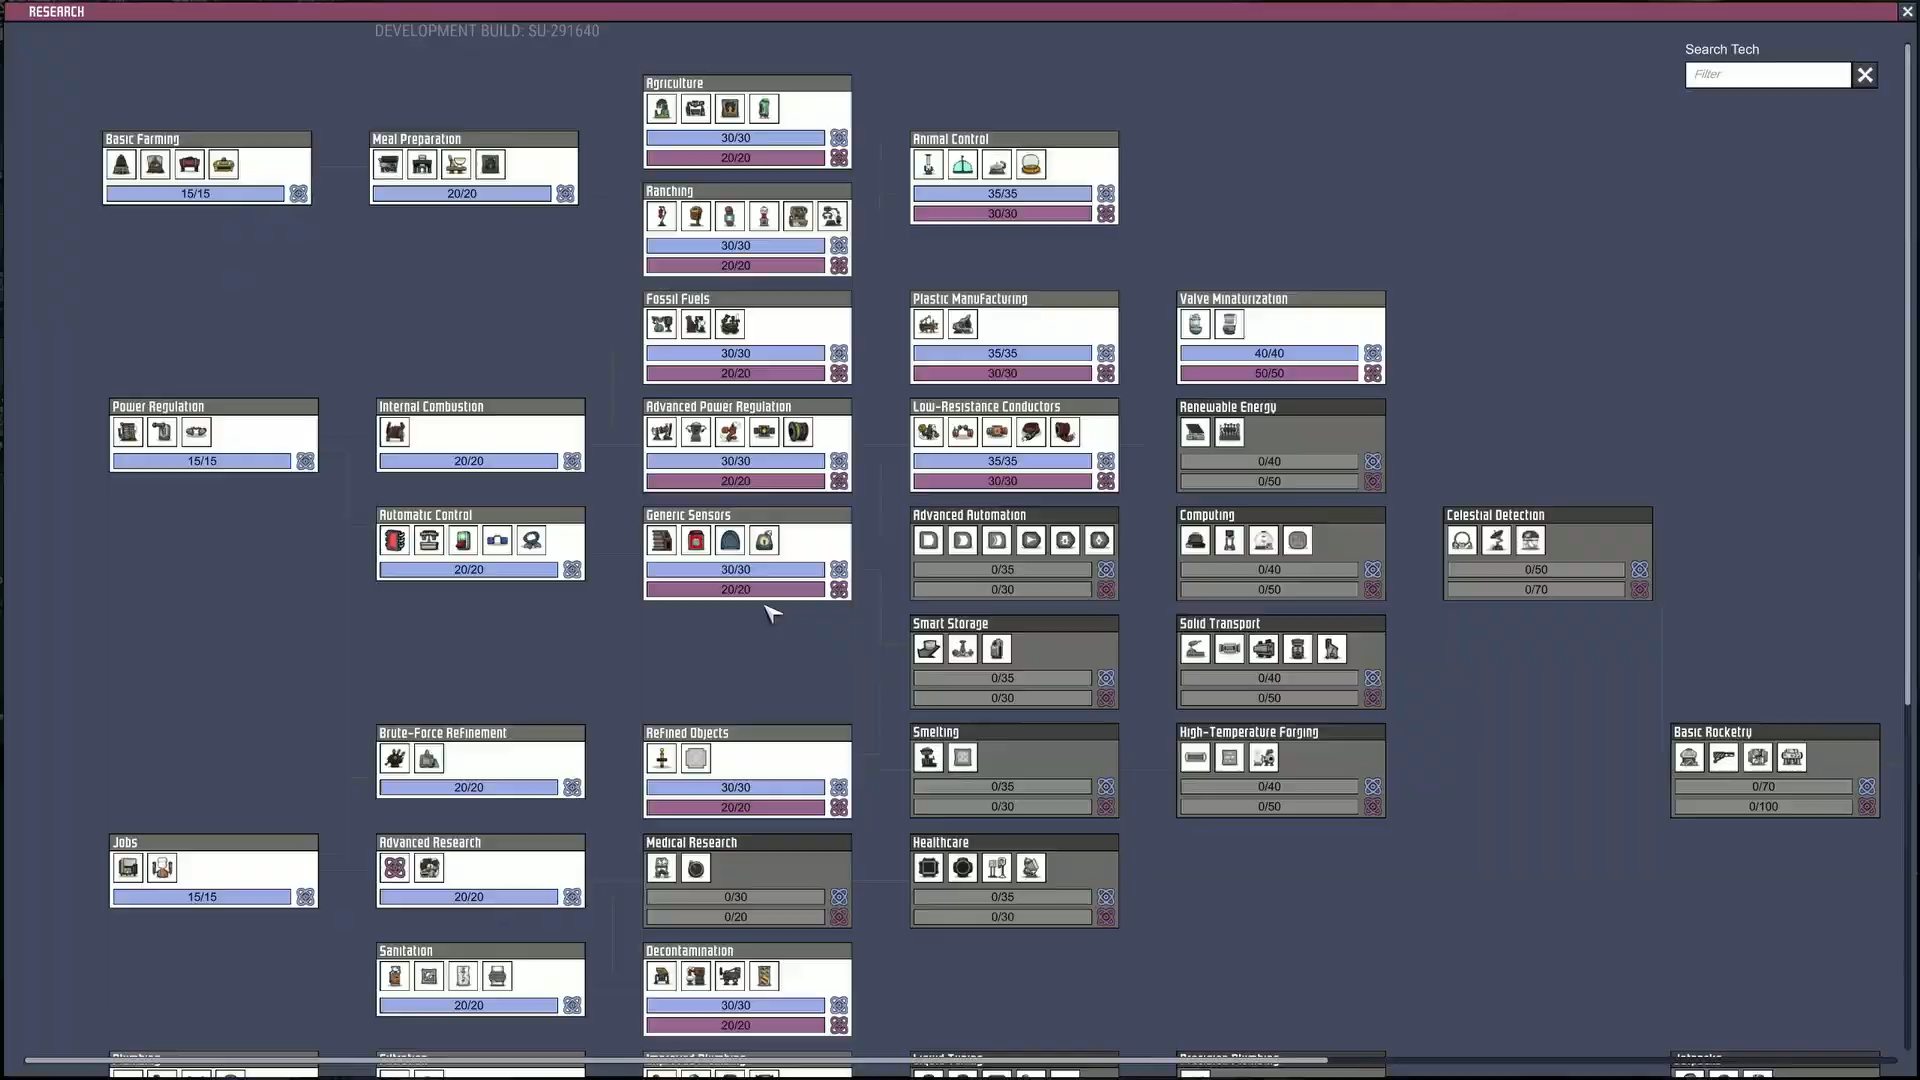 RESEARCH
DEVELOPMENT BUILD: SU-291640
Search Tech
Filter
Agriculture
30/30
20/20
Basic Farming
15/15
Meal Preparation
20/20
Animal Control
35/35
30/30
Ranching
30/30
20/20
Fossil Fuels
30/30
20/20
Plastic Manufacturing
35/35
30/30
Valve Minaturization
40/40
50/50
Power Regulation
15/15
Internal Combustion
20/20
Advanced Power Regulation
30/30
20/20
Low-Resistance Conductors
35/35
30/30
Renewable Energy
0/40
0/50
Automatic Control
20/20
Generic Sensors
30/30
20/20
Advanced Automation
0/35
0/30
Computing
0/40
0/50
Celestial Detection
0/50
0/70
Smart Storage
0/35
0/30
Solid Transport
0/40
0/50
Brute-Force Refinement
20/20
Refined Objects
30/30
20/20
Smelting
0/35
0/30
High-Temperature Forging
0/40
0/50
Basic Rocketry
0/70
0/100
Jobs
15/15
Advanced Research
20/20
Medical Research
0/30
0/20
Healthcare
0/35
0/30
Sanitation
20/20
Decontamination
30/30
20/20